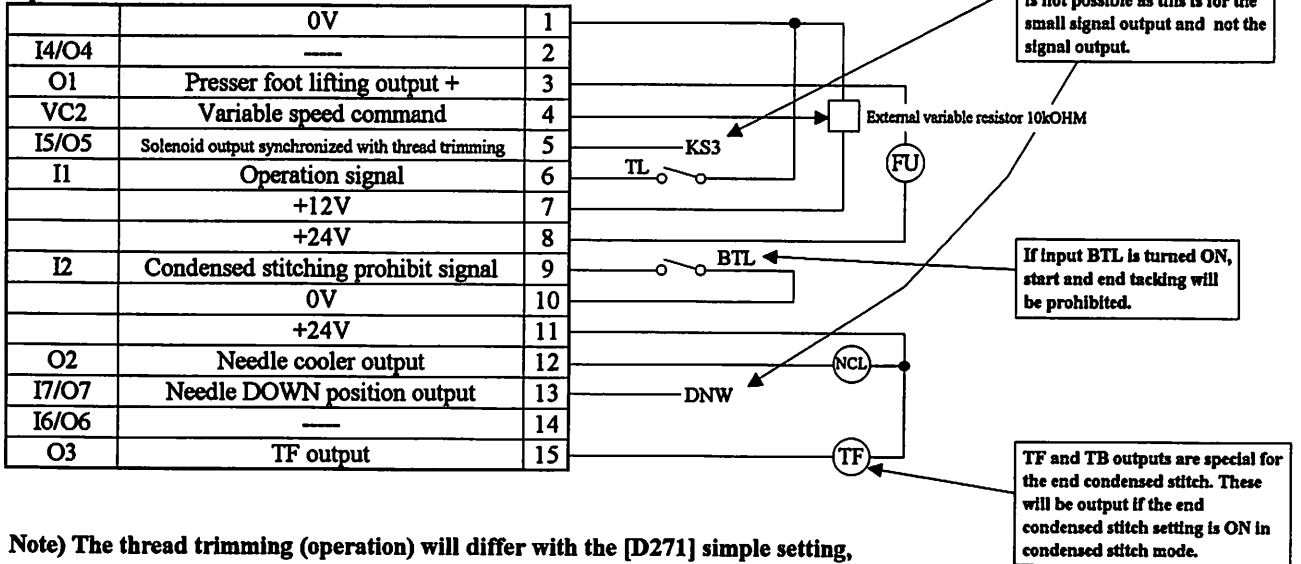 is not possible as this is for the
small signal output and not the
signal output.
0V 1
I4/O4 ----- 2
O1 Presser foot lifting output + 3
VC2 Variable speed command 4
External variable resistor 10kOHM
I5/O5 Solenoid output synchronized with thread trimming 5
KS3
FU
I1 Operation signal 6
TL
+12V 7
+24V 8
I2 Condensed stitching prohibit signal 9
BTL
If input BTL is turned ON,
start and end tacking will
be prohibited.
0V 10
+24V 11
O2 Needle cooler output 12
NCL
I7/O7 Needle DOWN position output 13
DNW
I6/O6 ----- 14
O3 TF output 15
TF
TF and TB outputs are special for
the end condensed stitch. These
will be output if the end
condensed stitch setting is ON in
condensed stitch mode.
Note) The thread trimming (operation) will differ with the [D271] simple setting,